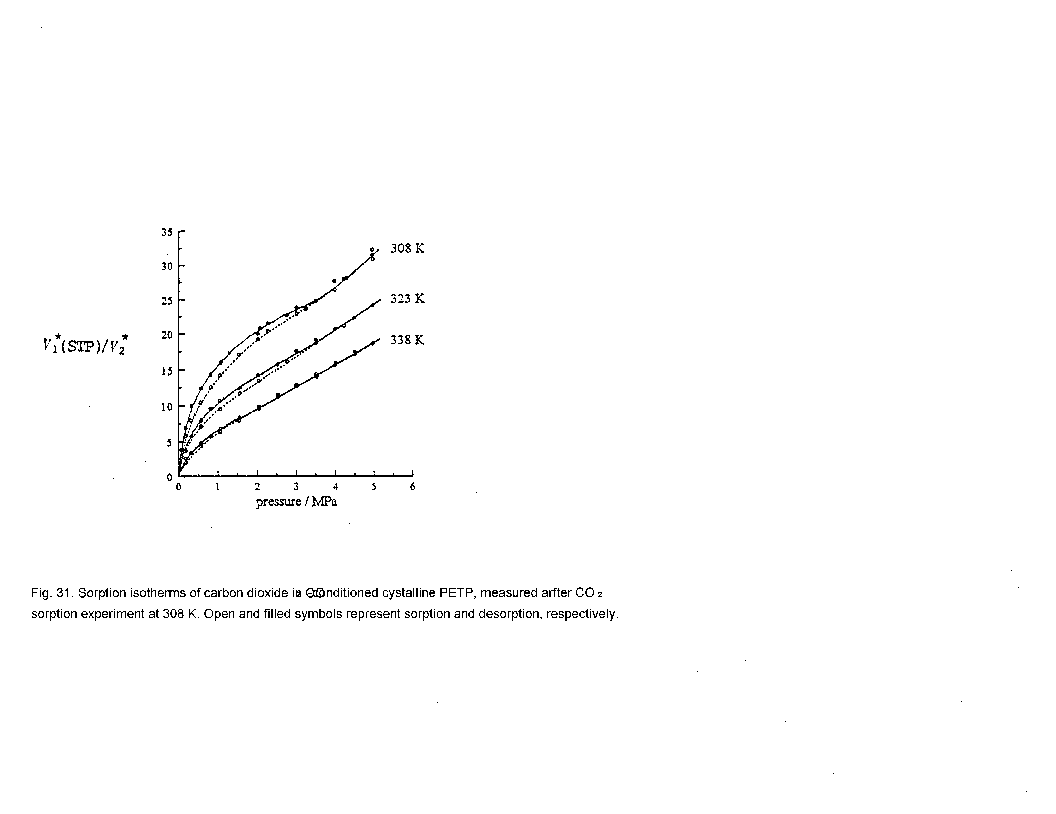 35
30
25
20
15
10
5
0
308 K
323 K
338 K
V₁*(STP)/V₂*
0 1 2 3 4 5 6
pressure / MPa
Fig. 31. Sorption isotherms of carbon dioxide in cystalline PETP, measured arfter CO₂
sorption experiment at 308 K. Open and filled symbols represent sorption and desorption, respectively.